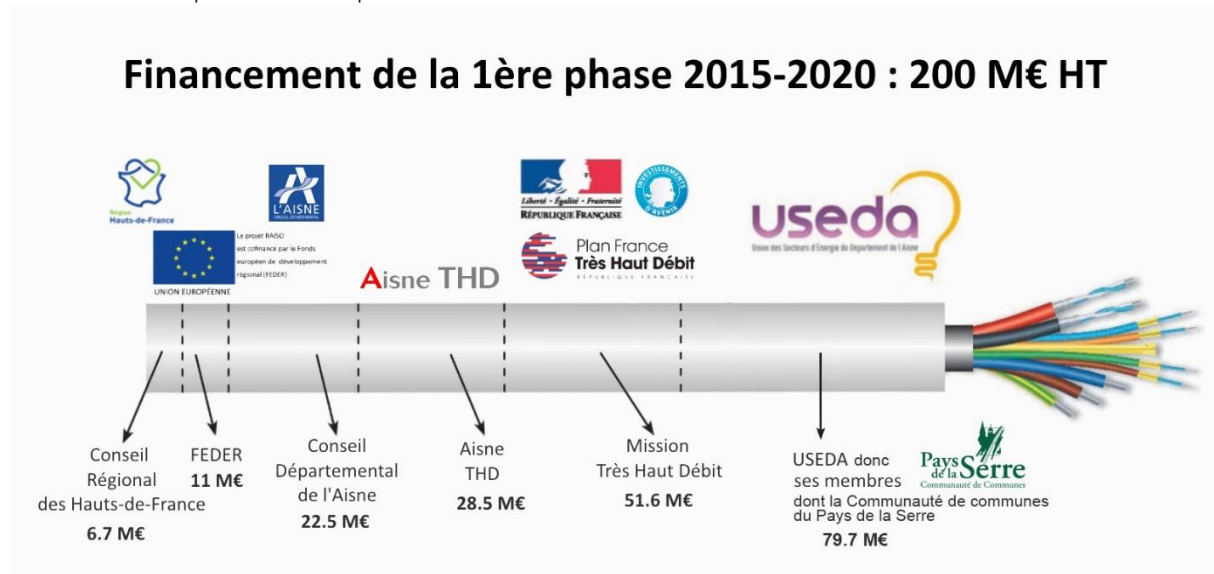 Financement de la 1ère phase 2015-2020 : 200 M€ HT
Région
Hauts-de-France
L'AISNE
CONSEIL DÉPARTEMENTAL
Le projet RAISO
est cofinancé par le Fonds
européen de développement
régional (FEDER)
UNION EUROPÉENNE
Aisne THD
Liberté • Égalité • Fraternité
RÉPUBLIQUE FRANÇAISE
INVESTISSEMENTS
D'AVENIR
Plan France
Très Haut Débit
RÉPUBLIQUE FRANÇAISE
useda
Union des Secteurs d'Énergie du Département de l'Aisne
Conseil
Régional
des Hauts-de-France
6.7 M€
FEDER
11 M€
Conseil
Départemental
de l'Aisne
22.5 M€
Aisne
THD
28.5 M€
Mission
Très Haut Débit
51.6 M€
USEDA donc
ses membres
dont la Communauté de communes
du Pays de la Serre
79.7 M€
Pays
de la Serre
Communauté de Communes